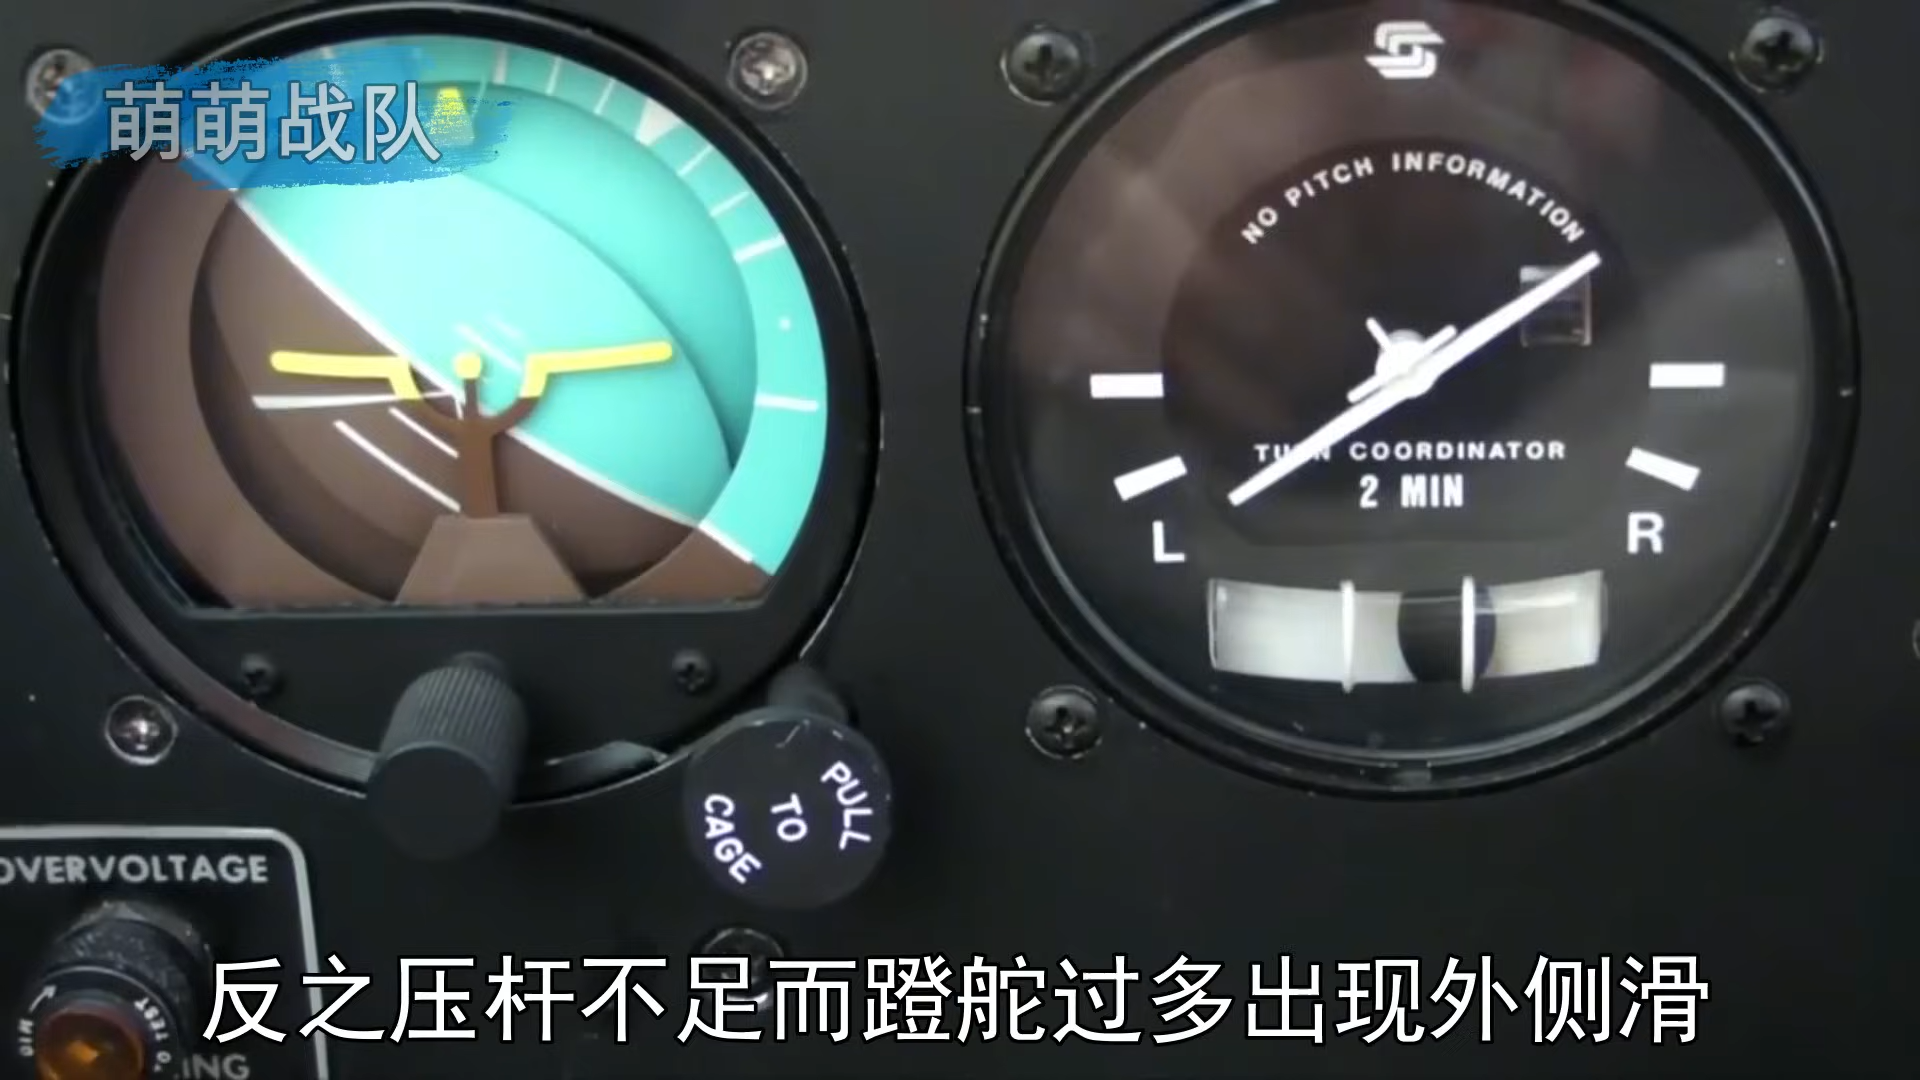 萌萌战队
NO PITCH INFORMATION
TURN COORDINATOR
2 MIN
L
R
PULL
TO
CAGE
OVERVOLTAGE
反之压杆不足而蹬舵过多出现外侧滑